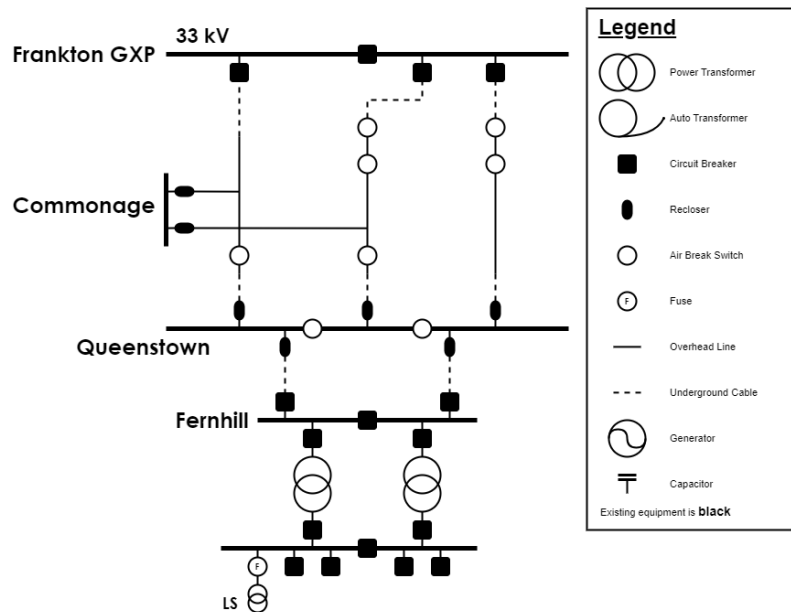 33 kV
Frankton GXP
Commonage
Queenstown
Fernhill
F
LS
Legend
Power Transformer
Auto Transformer
Circuit Breaker
Recloser
Air Break Switch
F
Fuse
Overhead Line
Underground Cable
Generator
Capacitor
Existing equipment is black